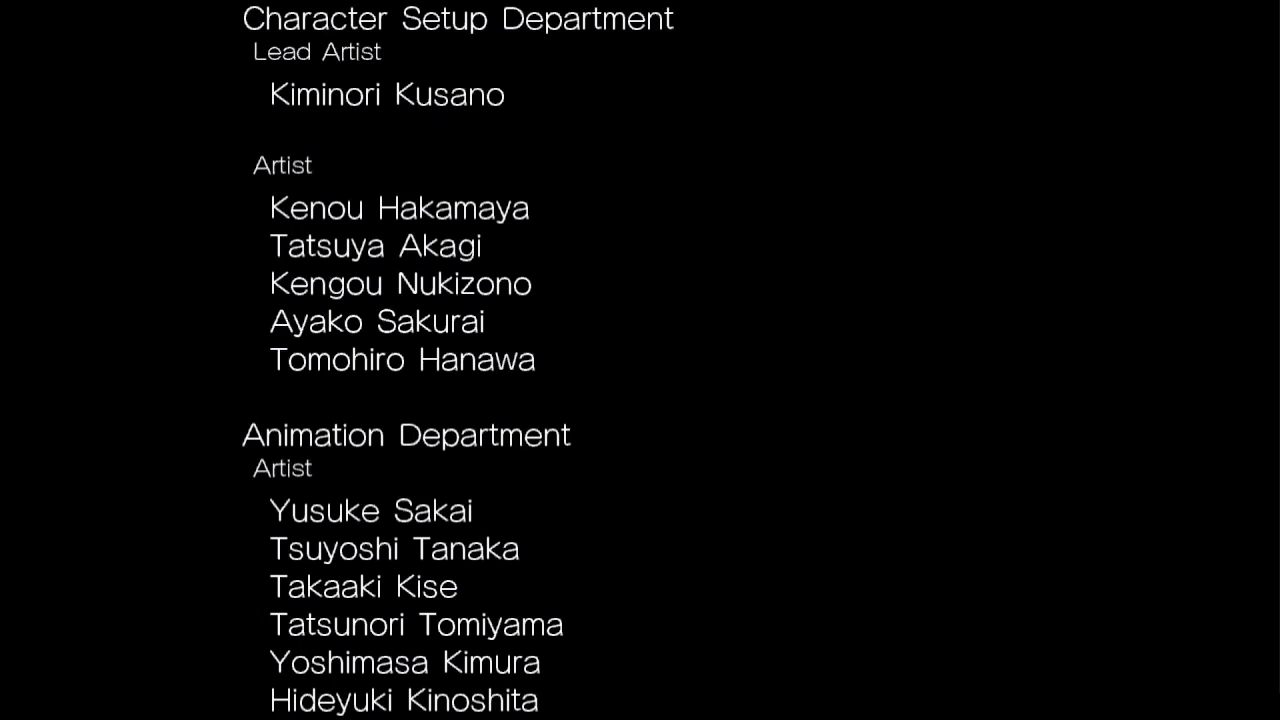 Character Setup Department
Lead Artist
Kiminori Kusano
Artist
Kenou Hakamaya
Tatsuya Akagi
Kengou Nukizono
Ayako Sakurai
Tomohiro Hanawa
Animation Department
Artist
Yusuke Sakai
Tsuyoshi Tanaka
Takaaki Kise
Tatsunori Tomiyama
Yoshimasa Kimura
Hideyuki Kinoshita